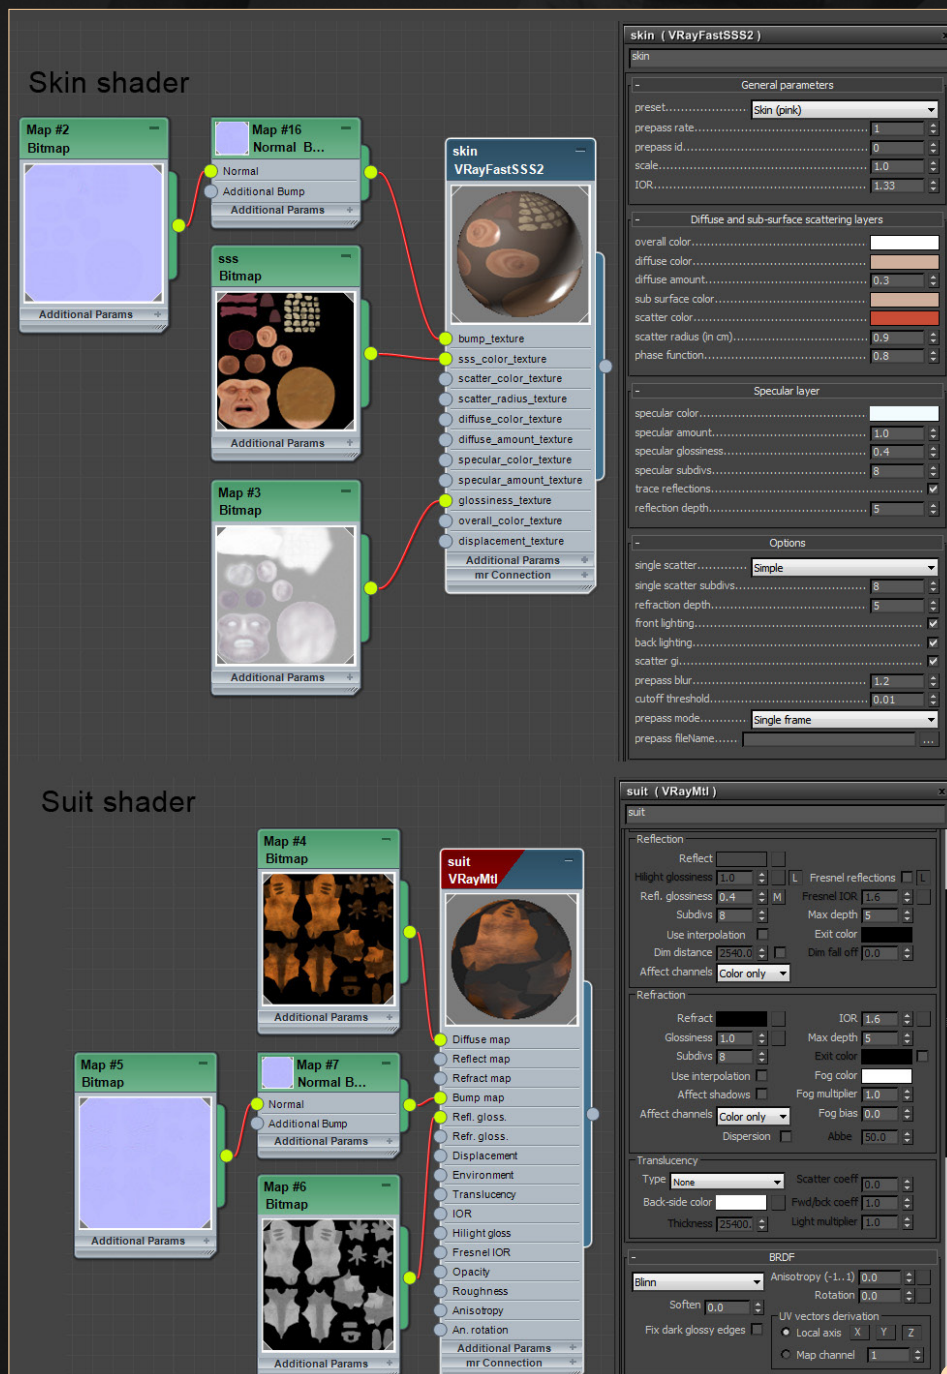 Skin shader
Map #2
Bitmap
Additional Params
Map #16
Normal B...
Normal
Additional Bump
Additional Params
sss
Bitmap
Additional Params
Map #3
Bitmap
Additional Params
skin
VRayFastSSS2
bump_texture
sss_color_texture
scatter_color_texture
scatter_radius_texture
diffuse_color_texture
diffuse_amount_texture
specular_color_texture
specular_amount_texture
glossiness_texture
overall_color_texture
displacement_texture
Additional Params
mr Connection
skin ( VRayFastSSS2 )
skin
General parameters
preset Skin (pink)
prepass rate 1
prepass id 0
scale 1.0
IOR 1.33
Diffuse and sub-surface scattering layers
overall color
diffuse color
diffuse amount 0.3
sub surface color
scatter color
scatter radius (in cm) 0.9
phase function 0.8
Specular layer
specular color
specular amount 1.0
specular glossiness 0.4
specular subdivs 8
trace reflections
reflection depth 5
Options
single scatter Simple
single scatter subdivs 8
refraction depth 5
front lighting
back lighting
scatter gi
prepass blur 1.2
cutoff threshold 0.01
prepass mode Single frame
prepass fileName ...
Suit shader
Map #4
Bitmap
Additional Params
Map #5
Bitmap
Additional Params
Map #7
Normal B...
Normal
Additional Bump
Additional Params
Map #6
Bitmap
Additional Params
suit
VRayMtl
Diffuse map
Reflect map
Refract map
Bump map
Refl. gloss.
Refr. gloss.
Displacement
Environment
Translucency
IOR
Hilight gloss
Fresnel IOR
Opacity
Roughness
Anisotropy
An. rotation
Additional Params
mr Connection
suit ( VRayMtl )
suit
Reflection
Reflect
Hilight glossiness 1.0 L Fresnel reflections L
Refl. glossiness 0.4 M Fresnel IOR 1.6
Subdivs 8 Max depth 5
Use interpolation Exit color
Dim distance 2540.0 Dim fall off 0.0
Affect channels Color only
Refraction
Refract IOR 1.6
Glossiness 1.0 Max depth 5
Subdivs 8 Exit color
Use interpolation Fog color
Affect shadows Fog multiplier 1.0
Affect channels Color only Fog bias 0.0
Dispersion Abbe 50.0
Translucency
Type None Scatter coeff 0.0
Back-side color Fwd/bck coeff 1.0
Thickness 25400. Light multiplier 1.0
BRDF
Blinn Anisotropy (-1..1) 0.0
Rotation 0.0
Soften 0.0 UV vectors derivation
Fix dark glossy edges Local axis X Y Z
Map channel 1